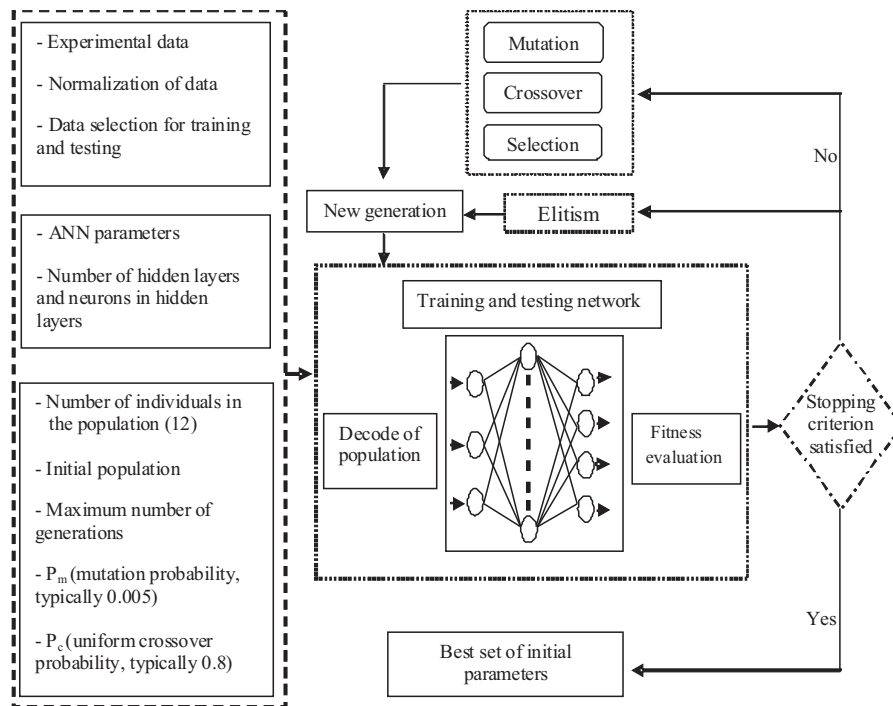 - Experimental data
- Normalization of data
- Data selection for training
and testing
- ANN parameters
- Number of hidden layers
and neurons in hidden
layers
- Number of individuals in
the population (12)
- Initial population
- Maximum number of
generations
- Pm (mutation probability,
typically 0.005)
- Pc (uniform crossover
probability, typically 0.8)
Mutation
Crossover
Selection
No
New generation
Elitism
Training and testing network
Decode of
population
Fitness
evaluation
Stopping
criterion
satisfied
Yes
Best set of initial
parameters